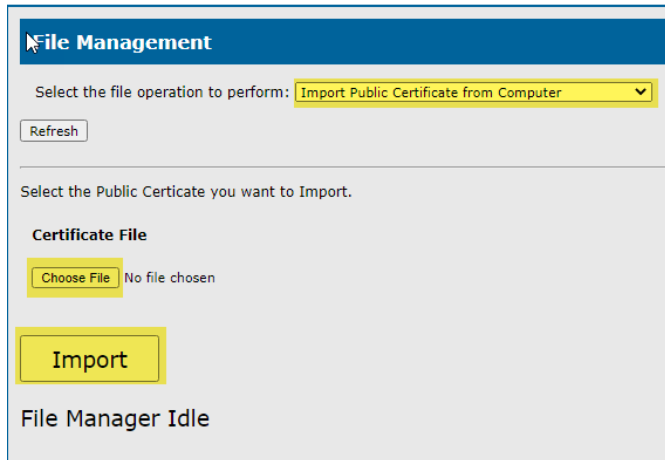 File Management
Select the file operation to perform: Import Public Certificate from Computer
Refresh
Select the Public Certicate you want to Import.
Certificate File
Choose File No file chosen
Import
File Manager Idle